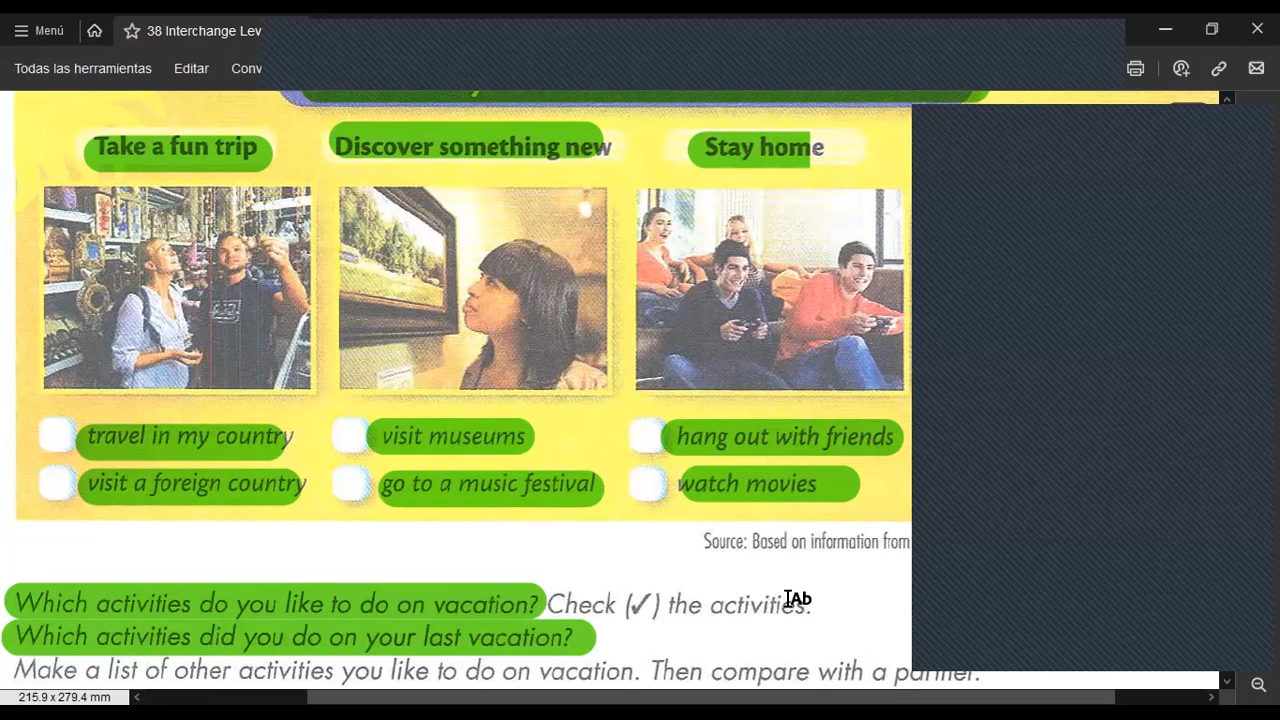 Menú
38 Interchange Lev
Todas las herramientas Editar Conv
Take a fun trip Discover something new Stay home
travel in my country visit museums hang out with friends
visit a foreign country go to a music festival watch movies
Source: Based on information from
Which activities do you like to do on vacation? Check (✓) the activities.
Which activities did you do on your last vacation?
Make a list of other activities you like to do on vacation. Then compare with a partner.
215.9 x 279.4 mm